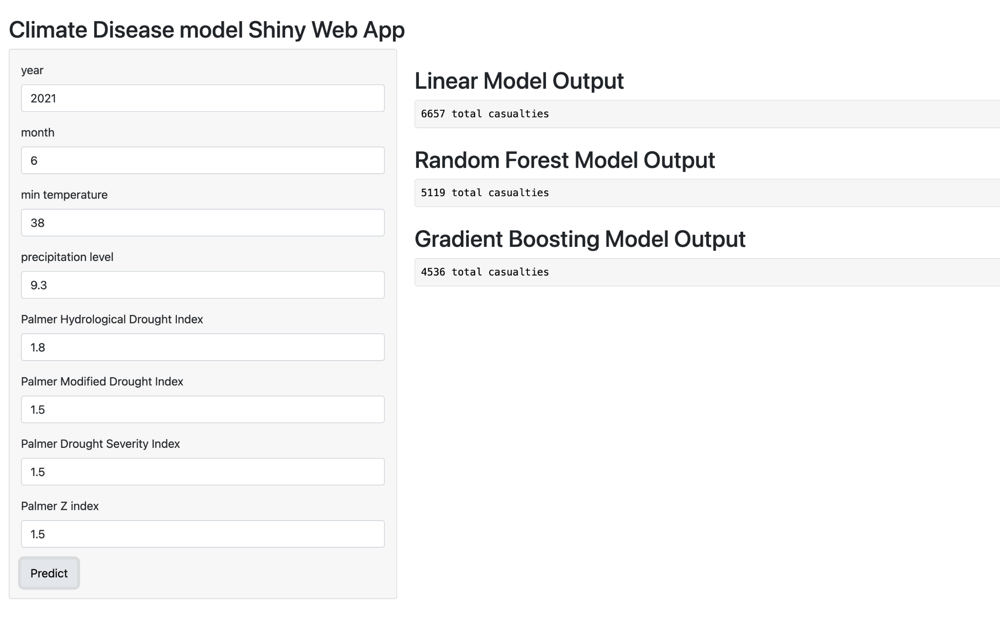 Climate Disease model Shiny Web App
year
2021
month
6
min temperature
38
precipitation level
9.3
Palmer Hydrological Drought Index
1.8
Palmer Modified Drought Index
1.5
Palmer Drought Severity Index
1.5
Palmer Z index
1.5
Predict
Linear Model Output
6657 total casualties
Random Forest Model Output
5119 total casualties
Gradient Boosting Model Output
4536 total casualties